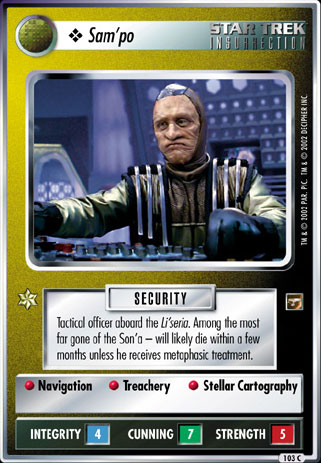 ❖ Sam'po
STAR TREK
INSURRECTION
TM & © 2002 PAR. PIC. TM & © 2002 DECIPHER INC.
SECURITY
Tactical officer aboard the Li'seria. Among the most
far gone of the Son'a – will likely die within a few
months unless he receives metaphasic treatment.
Navigation Treachery Stellar Cartography
INTEGRITY 4 CUNNING 7 STRENGTH 5
103 C